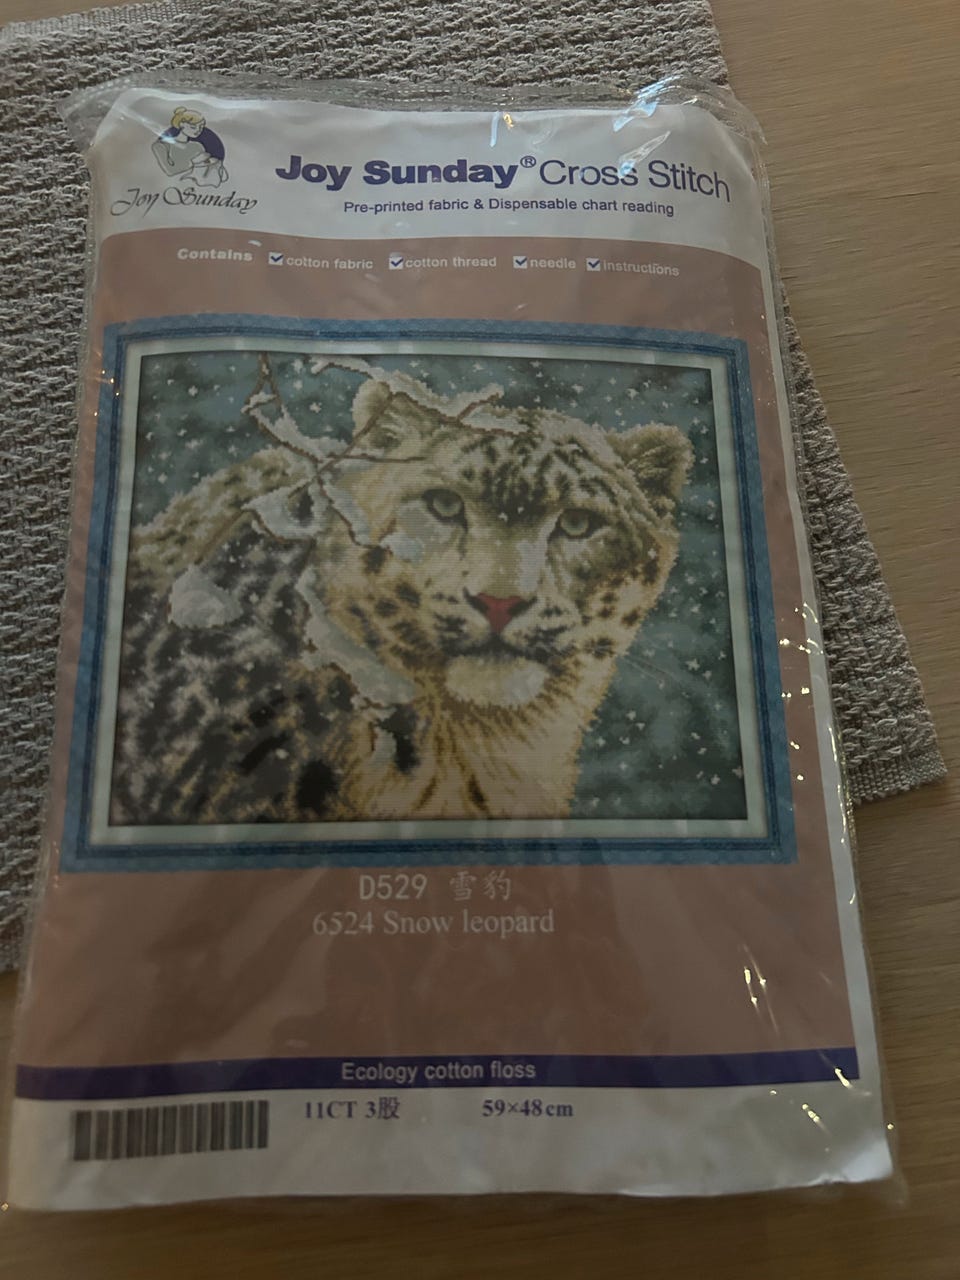 Joy Sunday
Joy Sunday® Cross Stitch
Pre-printed fabric & Dispensable chart reading
Contains cotton fabric cotton thread needle instructions
D529 雪豹
6524 Snow leopard
Ecology cotton floss
11CT 3股 59×48cm